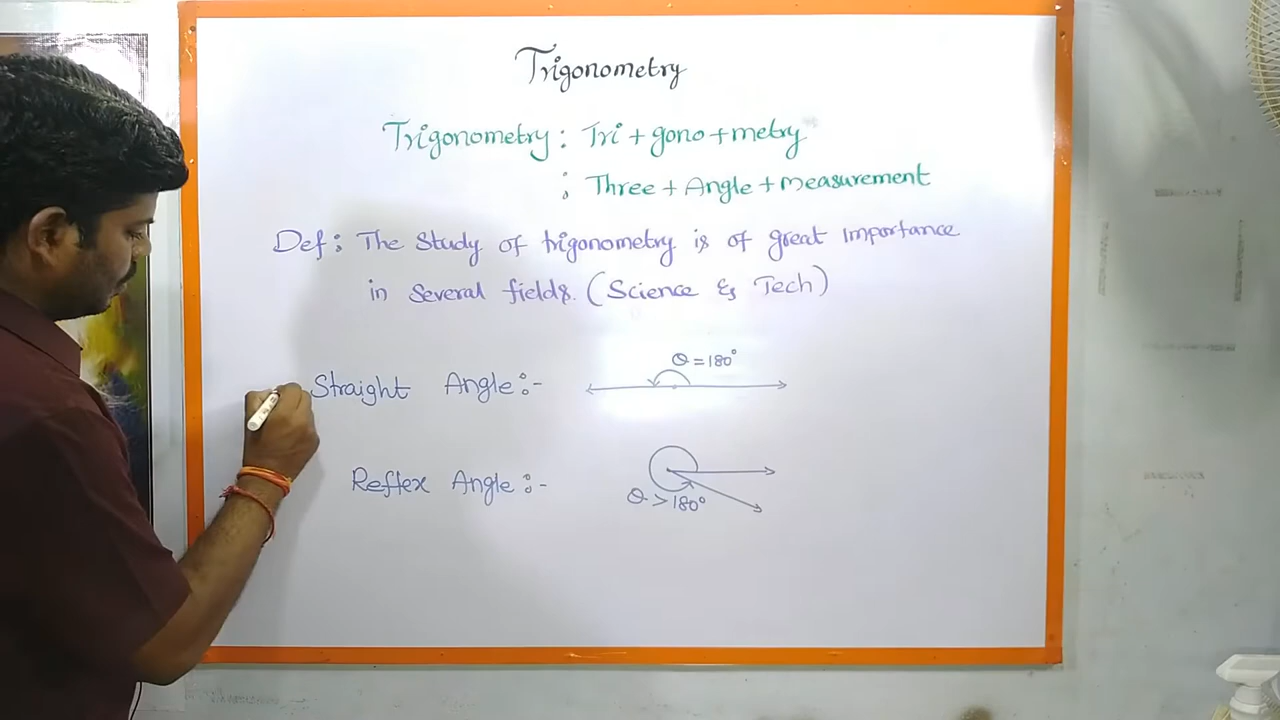 Trigonometry
Trigonometry : Tri + gono + metry
: Three + Angle + Measurement
Def : The Study of trigonometry is of great Importance
in Several fields. (Science & Tech)
θ = 180°
Straight Angle :-
Reflex Angle :-
θ > 180°